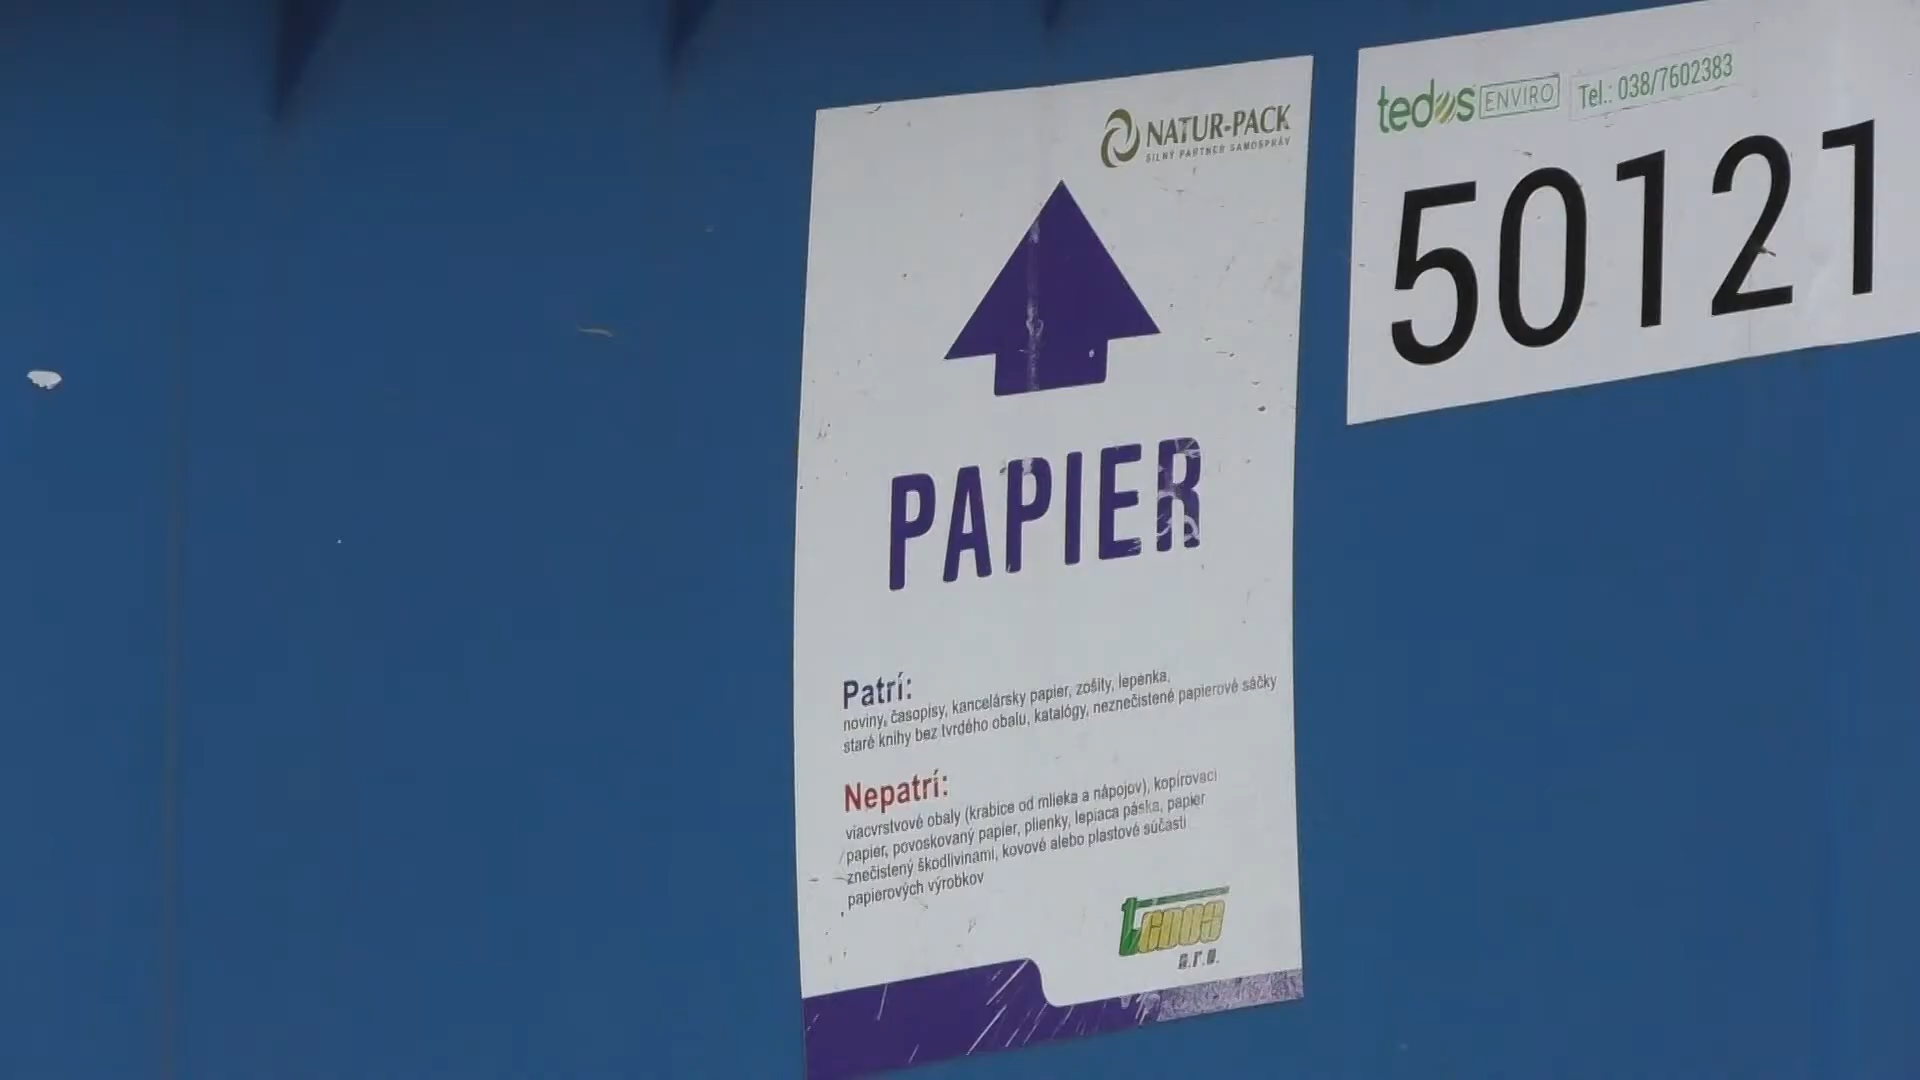 NATUR-PACK
SILNÝ PARTNER SAMOSPRÁV
PAPIER
Patrí:
noviny, časopisy, kancelársky papier, zošity, lepenka,
staré knihy bez tvrdého obalu, katalógy, neznečistené papierové sáčky
Nepatrí:
viacvrstvové obaly (krabice od mlieka a nápojov), kopírovací
papier, povoskovaný papier, plienky, lepiaca páska, papier
znečistený škodlivinami, kovové alebo plastové súčasti
papierových výrobkov
tedos
s.r.o.
tedos ENVIRO Tel.: 038/7602383
50121